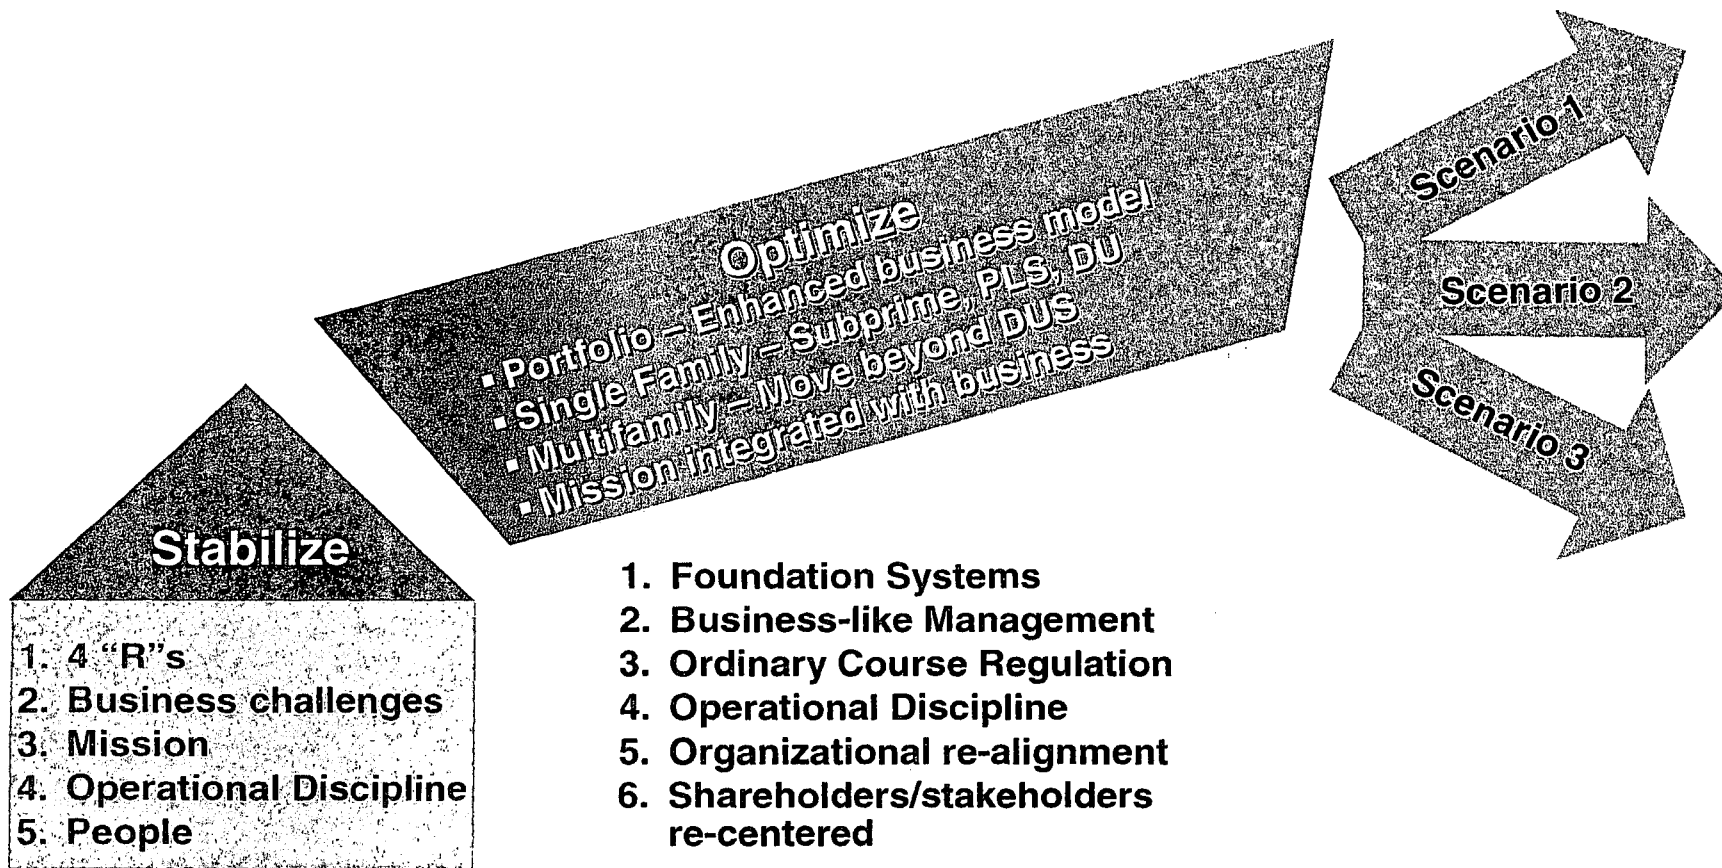 Stabilize
1. 4 “R”s
2. Business challenges
3. Mission
4. Operational Discipline
5. People
Optimize
▪ Portfolio – Enhanced business model
▪ Single Family – Subprime, PLS, DU
▪ Multifamily – Move beyond DUS
▪ Mission integrated with business
1. Foundation Systems
2. Business-like Management
3. Ordinary Course Regulation
4. Operational Discipline
5. Organizational re-alignment
6. Shareholders/stakeholders
re-centered
Scenario 1
Scenario 2
Scenario 3